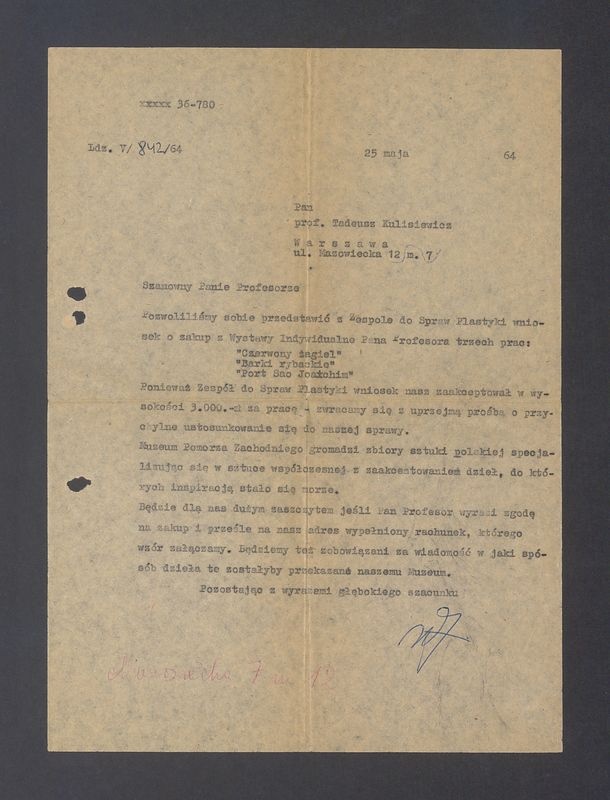 xxxxx 36-780
Ldz. V/842/64
25 maja 64
Pan
prof. Tadeusz Kulisiewicz
W a r s z a w a
ul. Mazowiecka 12 m. 7
Szanowny Panie Profesorze
Pozwoliliśmy sobie przedstawić z Zespole do Spraw Plastyki wnio-
sek o zakup z Wystawy Indywidualne Pana Profesora trzech prac:
"Czerwony żagiel"
"Barki rybackie"
"Port Sao Joaxchim"
Ponieważ Zespół do Spraw Plastyki wniosek nasz zaakceptował w wy-
sokości 3.000.-zł za pracę - zwracamy się z uprzejmą prośbą o przy-
chylne ustosunkowanie się do naszej sprawy.
Muzeum Pomorza Zachodniego gromadzi zbiory sztuki polskiej specja-
lizując się w sztuce współczesnej z zaakcentowaniem dzieł, do któ-
rych inspiracją stało się morze.
Będzie dlą nas dużym zaszczytem jeśli Pan Profesor wyrazi zgodę
na zakup i prześle na nasz adres wypełniony rachunek, którego
wzór załączamy. Będziemy też zobowiązani za wiadomość w jaki spo-
sób dzieła te zostałyby przekazane naszemu Muzeum.
Pozostając z wyrazami głębokiego szacunku
7 m 12